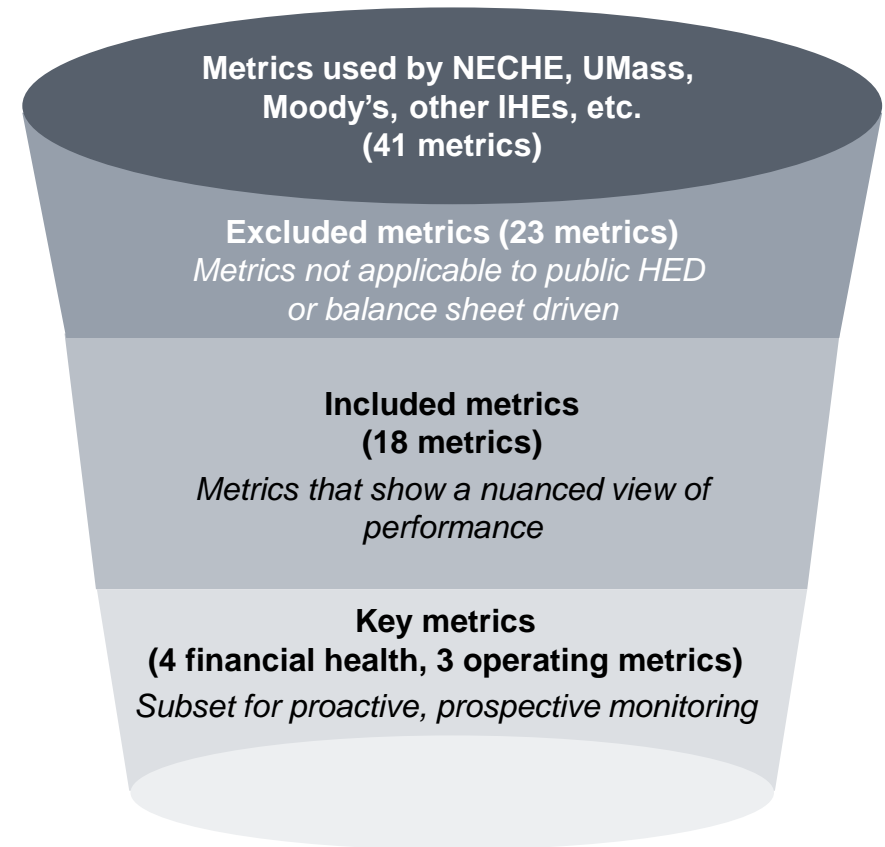 Metrics used by NECHE, UMass,
Moody's, other IHEs, etc.
(41 metrics)
Excluded metrics (23 metrics)
Metrics not applicable to public HED
or balance sheet driven
Included metrics
(18 metrics)
Metrics that show a nuanced view of
performance
Key metrics
(4 financial health, 3 operating metrics)
Subset for proactive, prospective monitoring